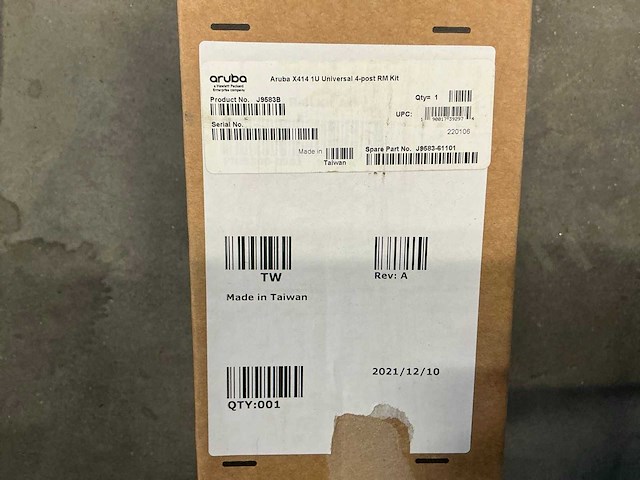 aruba
a Hewlett Packard
Enterprise company
Aruba X414 1U Universal 4-post RM Kit
Qty= 1
Product No. J9583B
UPC:
Serial No.
220106
Made in
Taiwan
Spare Part No. J9583-61101
TW
Rev: A
Made in Taiwan
2021/12/10
QTY:001